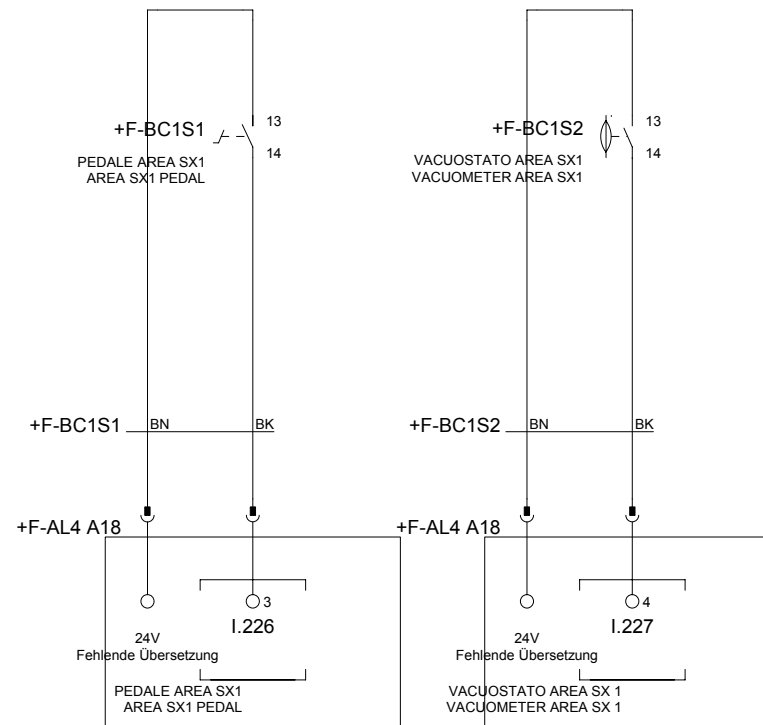 +F-BC1S1
13
14
PEDALE AREA SX1
AREA SX1 PEDAL
+F-BC1S2
13
14
VACUOSTATO AREA SX1
VACUOMETER AREA SX1
+F-BC1S1
BN
BK
+F-BC1S2
BN
BK
+F-AL4 A18
+F-AL4 A18
3
I.226
24V
Fehlende Übersetzung
PEDALE AREA SX1
AREA SX1 PEDAL
4
I.227
24V
Fehlende Übersetzung
VACUOSTATO AREA SX 1
VACUOMETER AREA SX 1